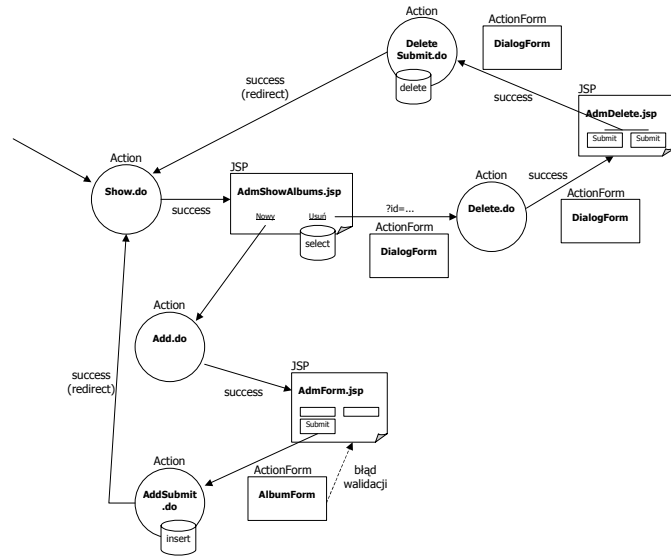 Action
ActionForm
Delete
Submit.do
DialogForm
delete
success
(redirect)
success
JSP
AdmDelete.jsp
Submit
Submit
Action
Show.do
success
JSP
AdmShowAlbums.jsp
Nowy
Usuń
select
?id=...
Action
Delete.do
success
ActionForm
DialogForm
ActionForm
DialogForm
Action
Add.do
success
JSP
AdmForm.jsp
Submit
success
(redirect)
Action
AddSubmit
.do
insert
ActionForm
AlbumForm
błąd
walidacji